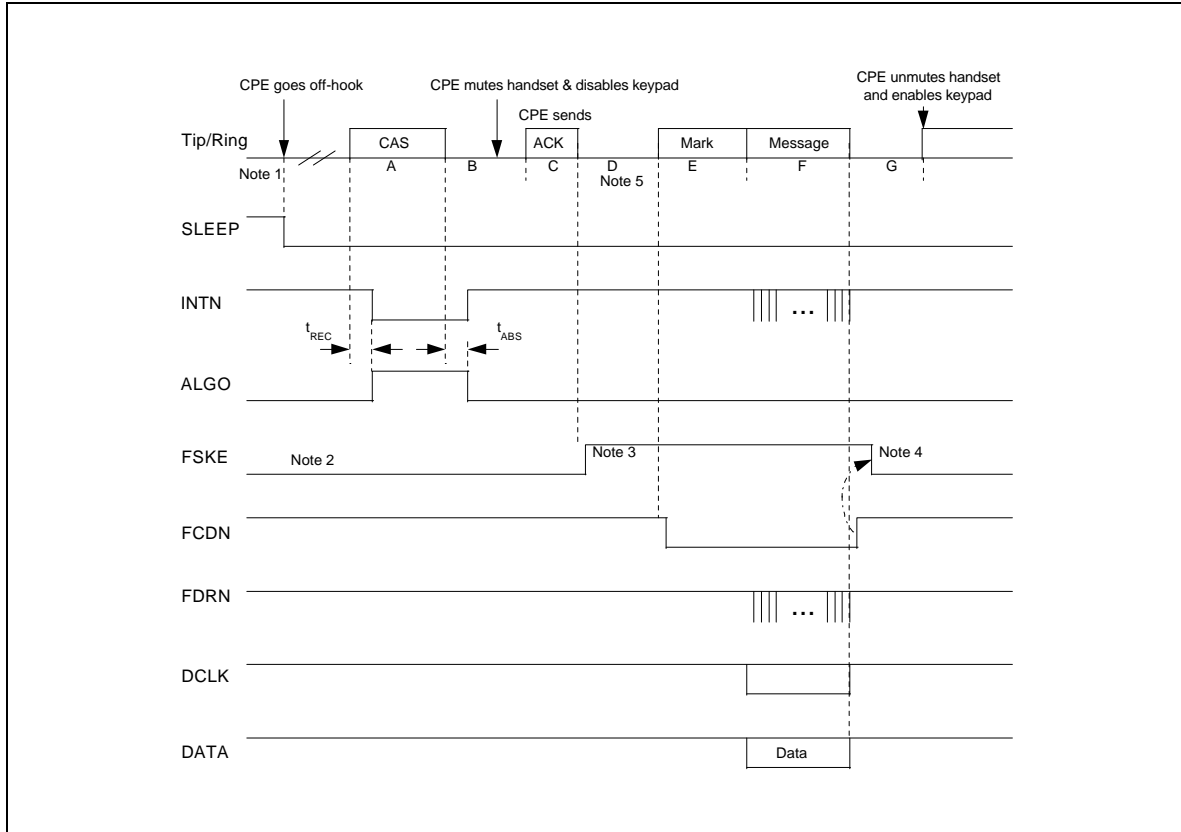 CPE goes off-hook
CPE mutes handset & disables keypad
CPE unmutes handset
and enables keypad
CPE sends
Tip/Ring
CAS
ACK
Mark
Message
Note 1
A
B
C
D
E
F
G
Note 5
SLEEP
INTN
...
tREC
tABS
ALGO
FSKE
Note 2
Note 3
Note 4
FCDN
FDRN
...
DCLK
DATA
Data